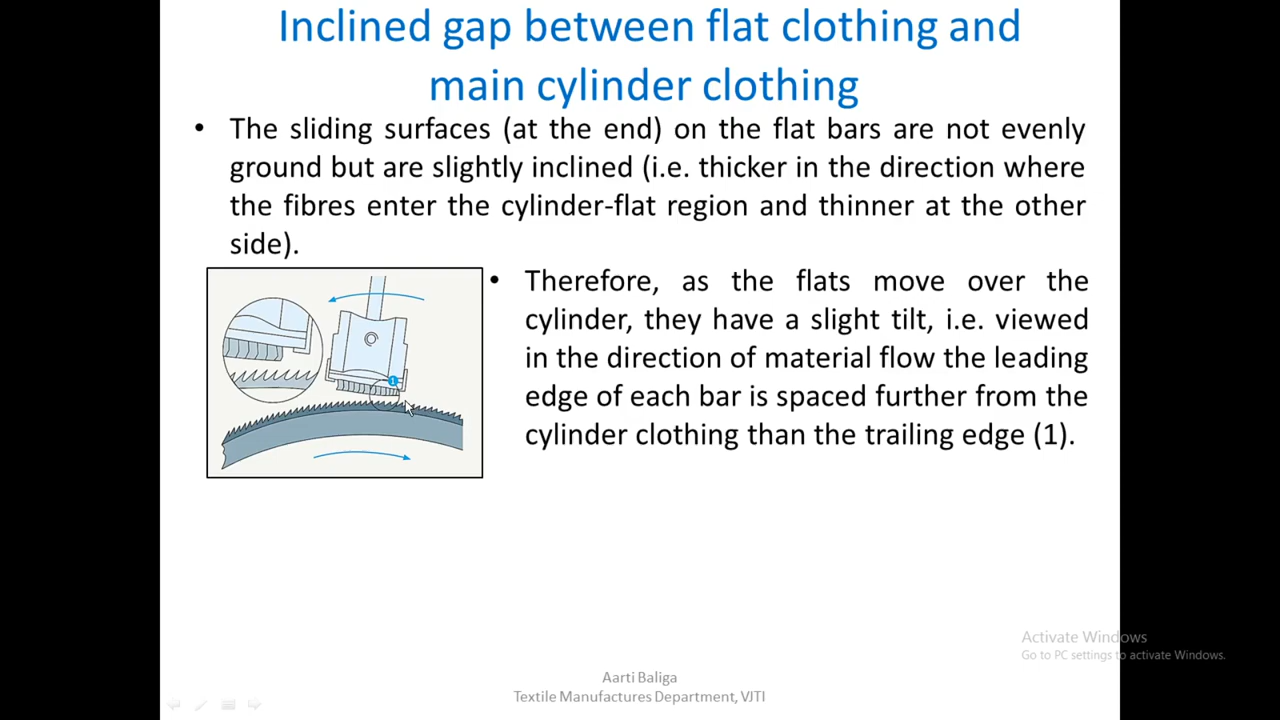 Inclined gap between flat clothing and
main cylinder clothing
• The sliding surfaces (at the end) on the flat bars are not evenly
ground but are slightly inclined (i.e. thicker in the direction where
the fibres enter the cylinder-flat region and thinner at the other
side).
• Therefore, as the flats move over the
cylinder, they have a slight tilt, i.e. viewed
in the direction of material flow the leading
edge of each bar is spaced further from the
cylinder clothing than the trailing edge (1).
1
Activate Windows
Go to PC settings to activate Windows.
Aarti Baliga
Textile Manufactures Department, VJTI